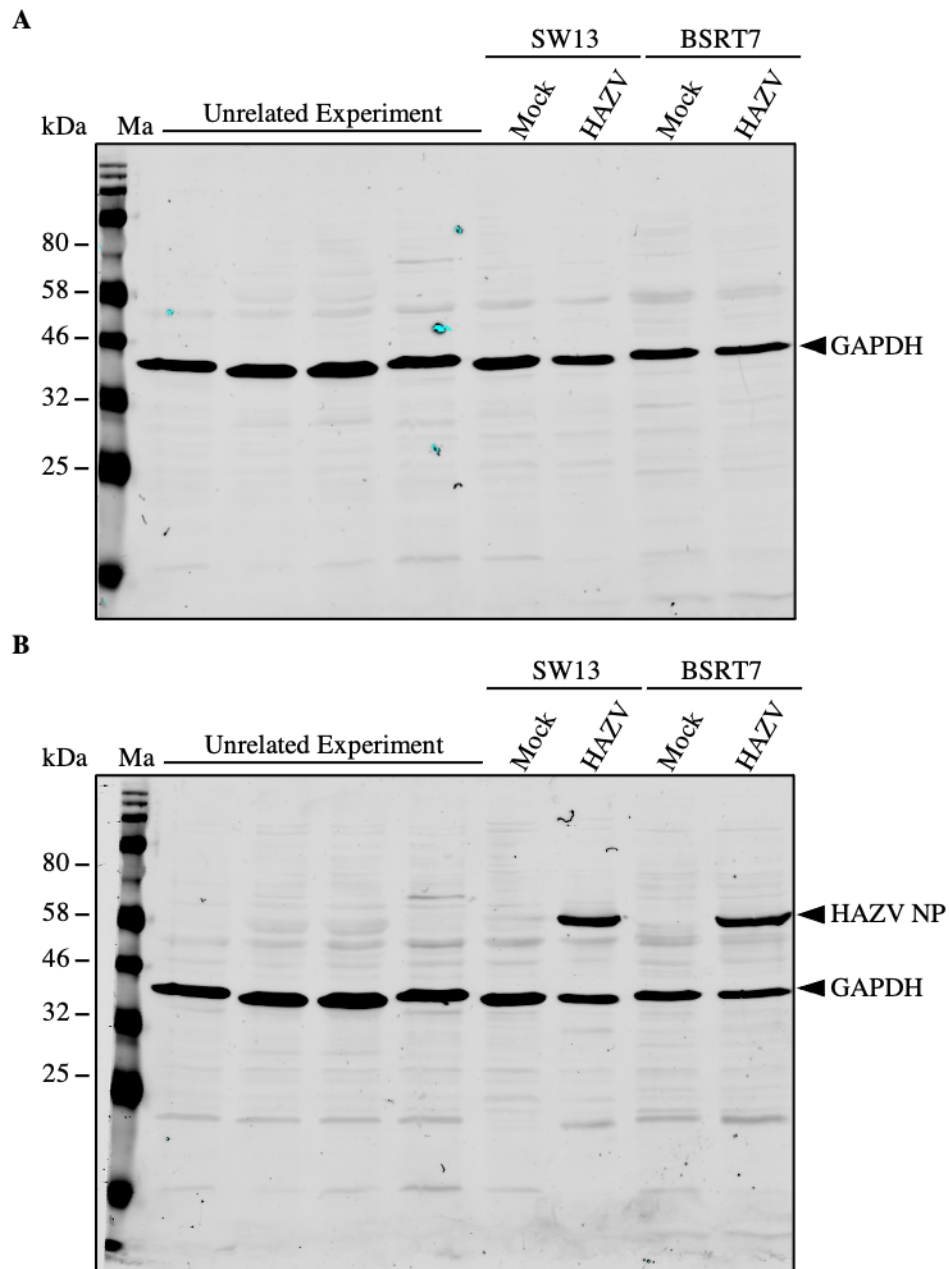 A
SW13 BSRT7
Unrelated Experiment Mock HAZV Mock HAZV
kDa Ma
80
58
46
GAPDH
32
25
B
SW13 BSRT7
Unrelated Experiment Mock HAZV Mock HAZV
kDa Ma
80
58 HAZV NP
46
GAPDH
32
25